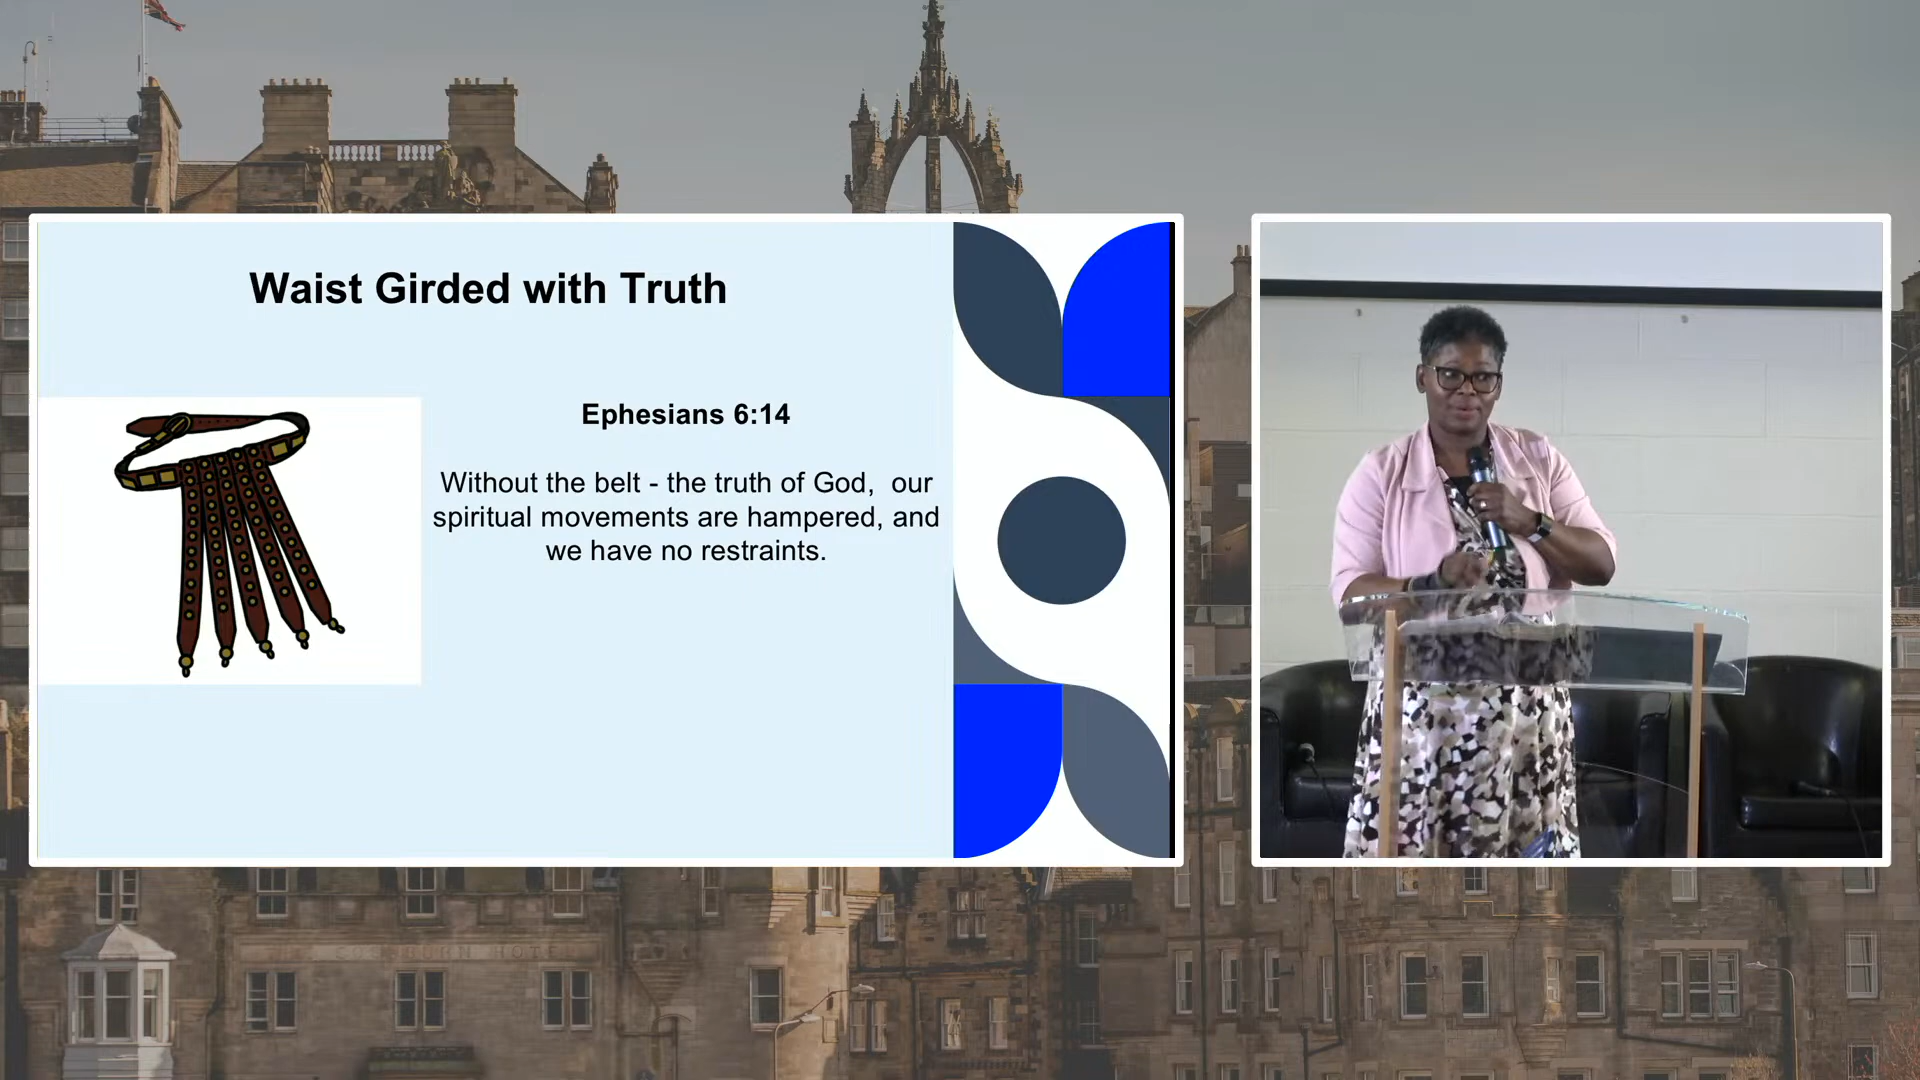 Waist Girded with Truth
Ephesians 6:14
Without the belt - the truth of God, our
spiritual movements are hampered, and
we have no restraints.